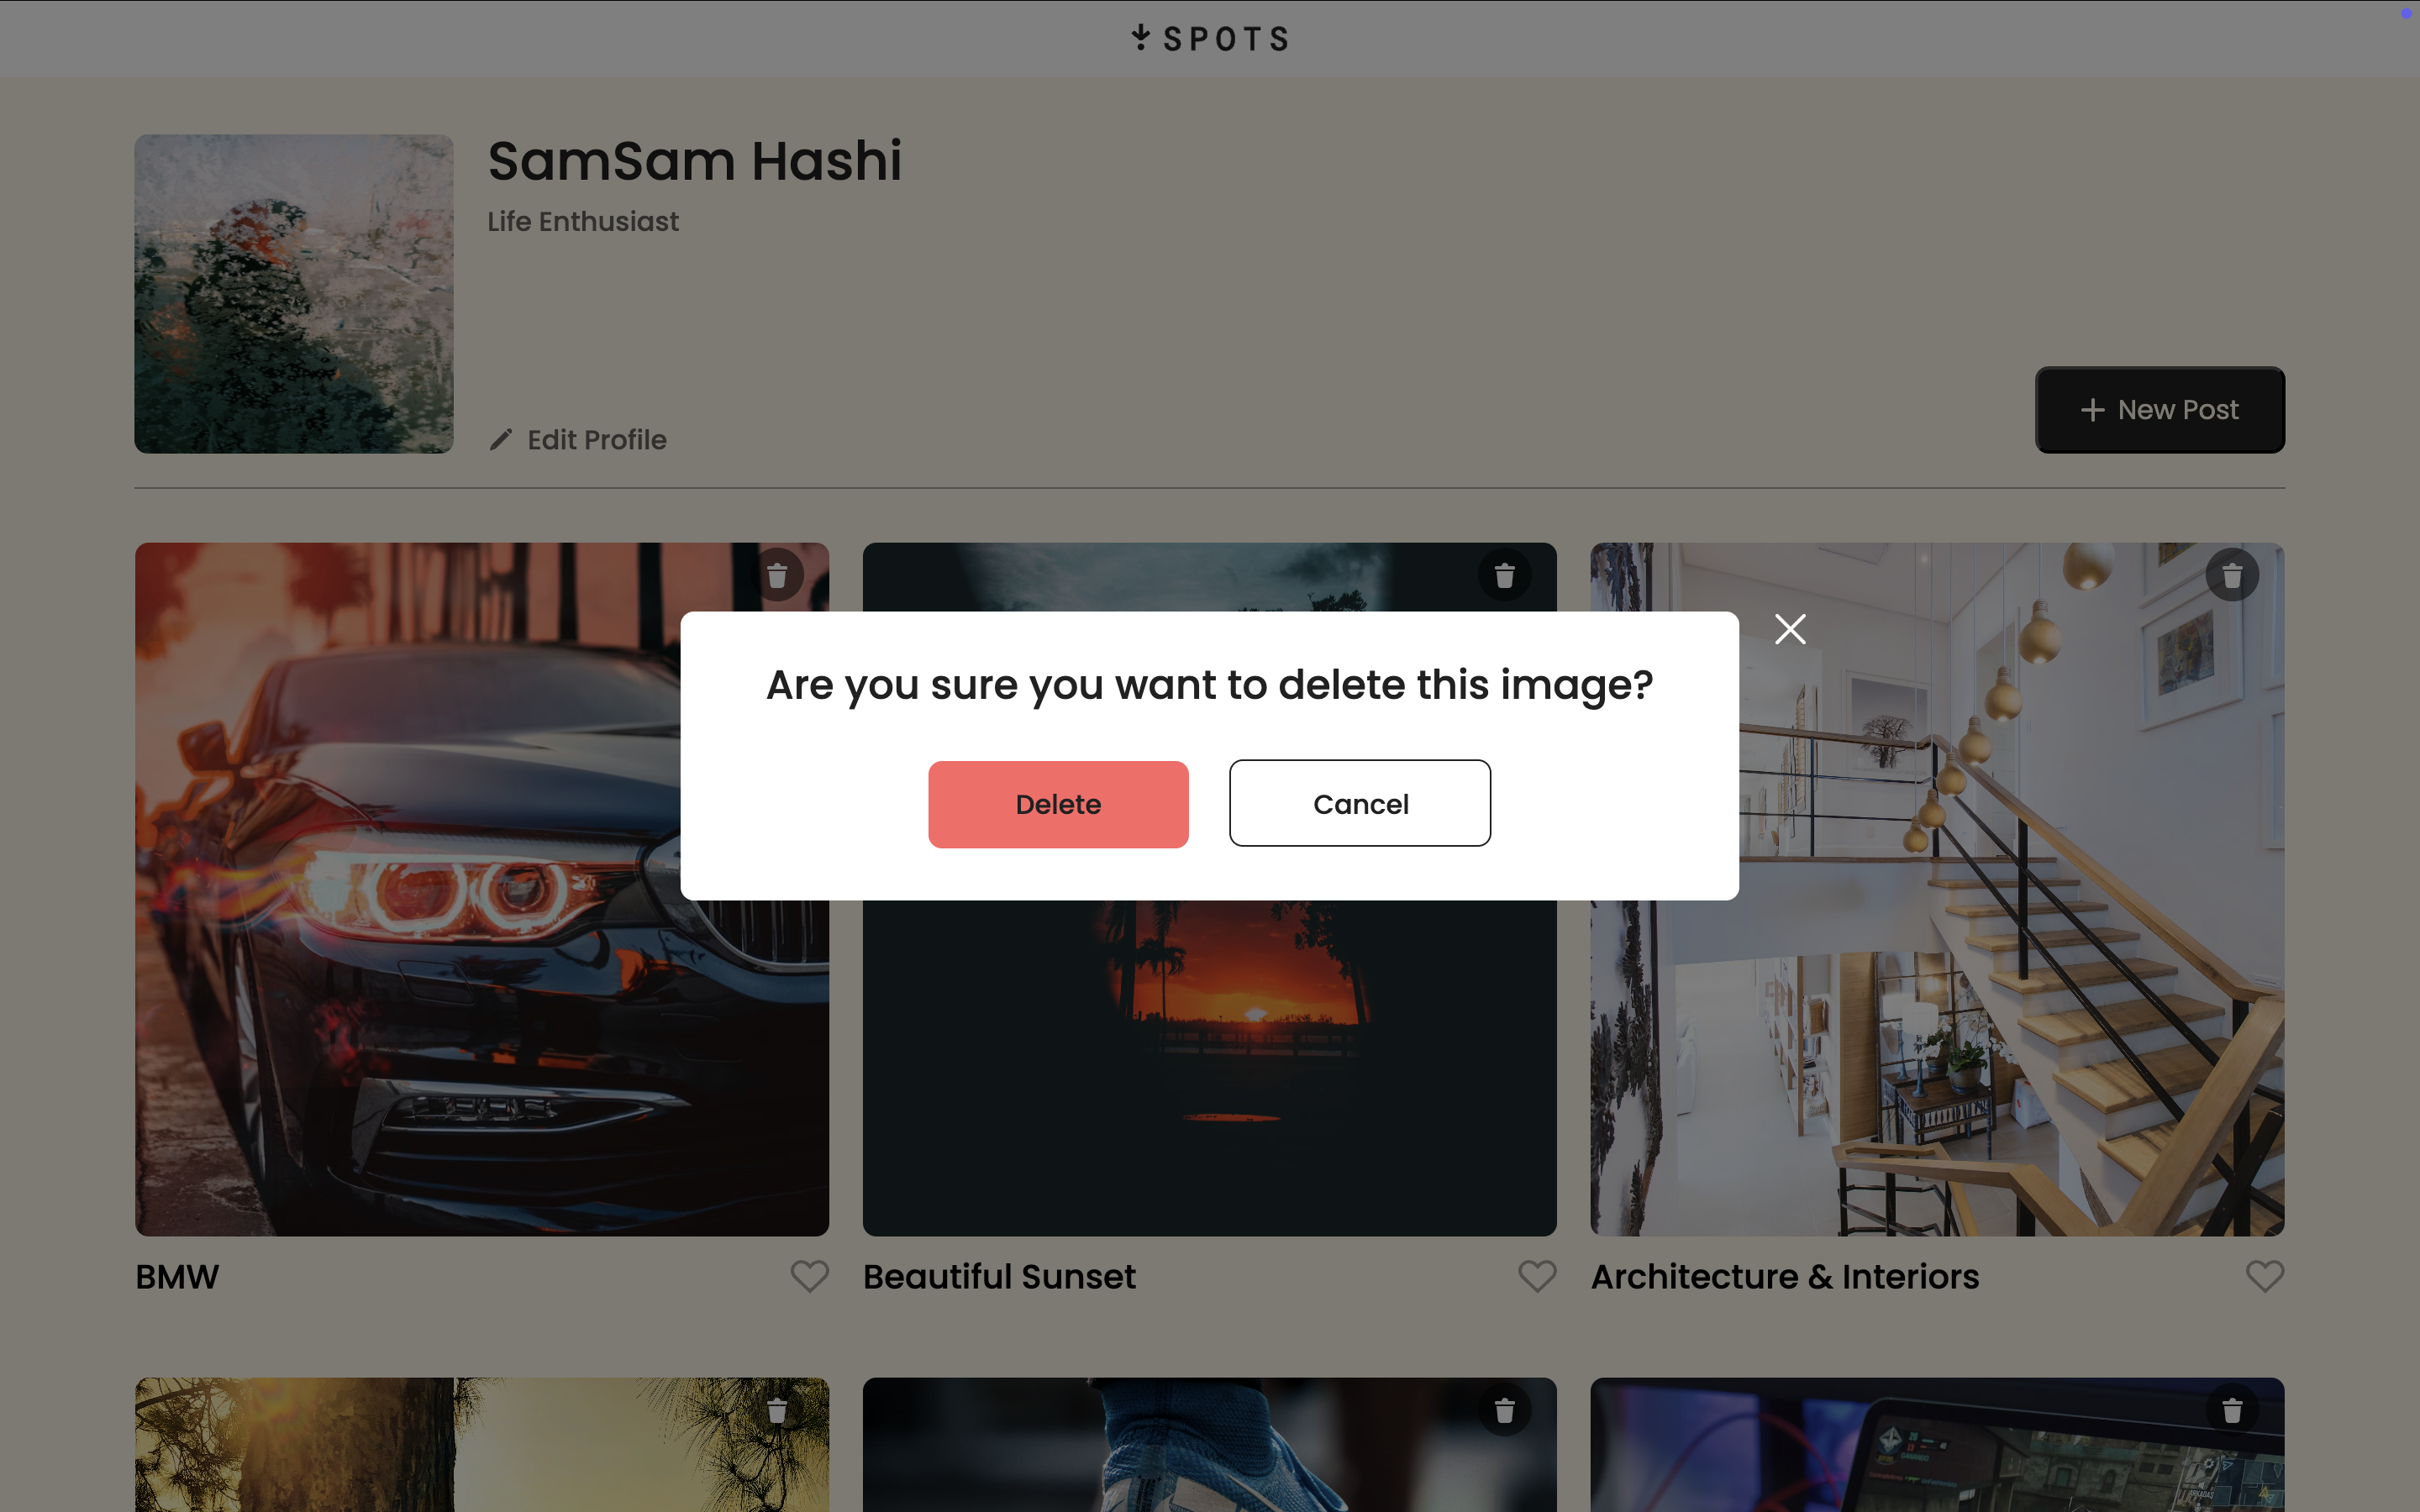 SPOTS
SamSam Hashi
Life Enthusiast
Edit Profile
New Post
Are you sure you want to delete this image?
Delete
Cancel
BMW
Beautiful Sunset
Architecture & Interiors